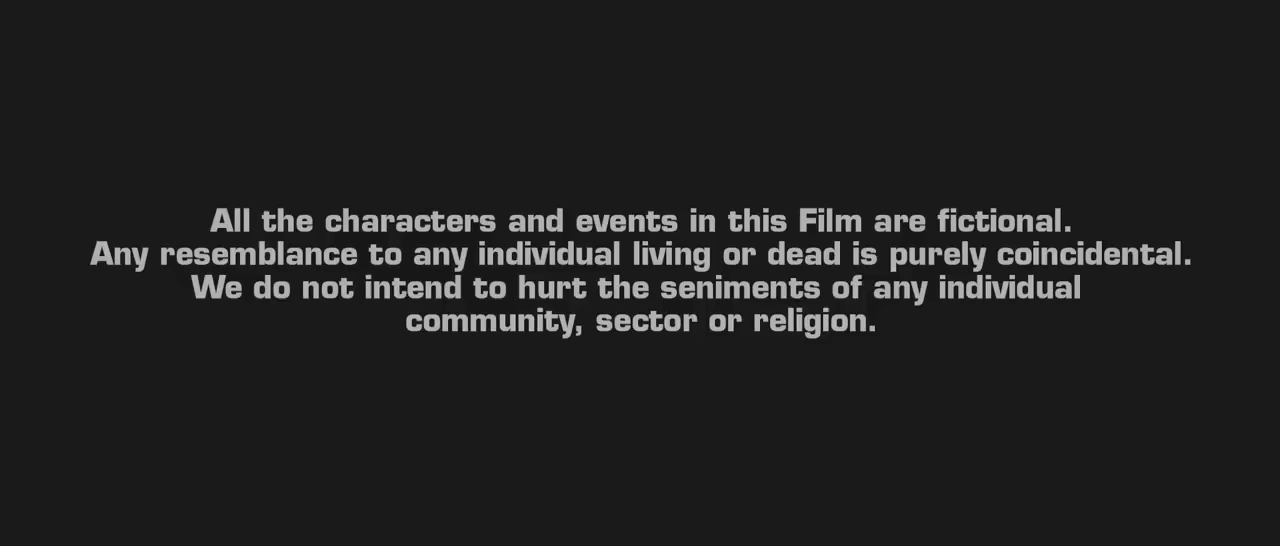 All the characters and events in this Film are fictional.
Any resemblance to any individual living or dead is purely coincidental.
We do not intend to hurt the seniments of any individual
community, sector or religion.